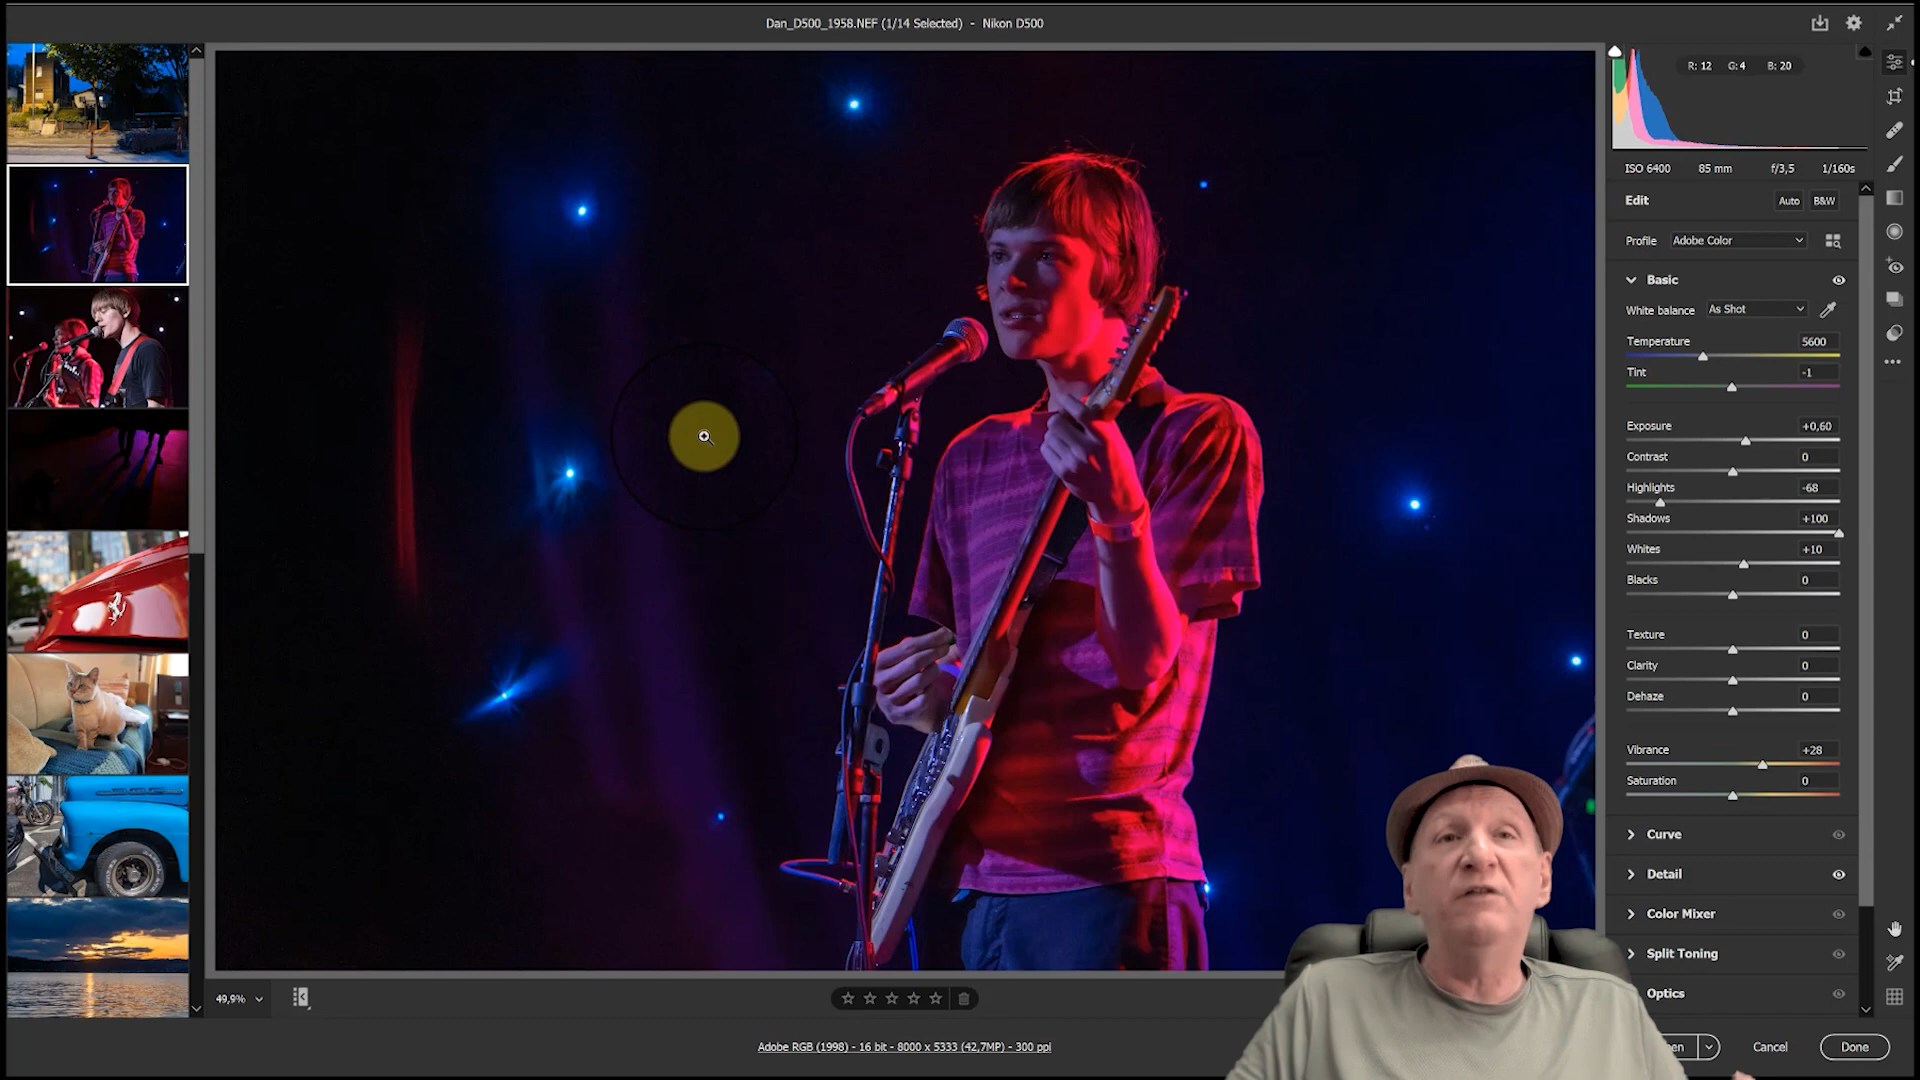 Dan_D500_1958.NEF (1/14 Selected) - Nikon D500
R: 12 G: 4 B: 20
ISO 6400 85 mm f/3,5 1/160s
Edit Auto B&W
Profile Adobe Color
Basic
White balance As Shot
Temperature 5600
Tint -1
Exposure +0,60
Contrast 0
Highlights -68
Shadows +100
Whites +10
Blacks 0
Texture 0
Clarity 0
Dehaze 0
Vibrance +28
Saturation 0
Curve
Detail
Color Mixer
Split Toning
Optics
49,9%
Adobe RGB (1998) - 16 bit - 8000 x 5333 (42,7MP) - 300 ppi
Cancel Done